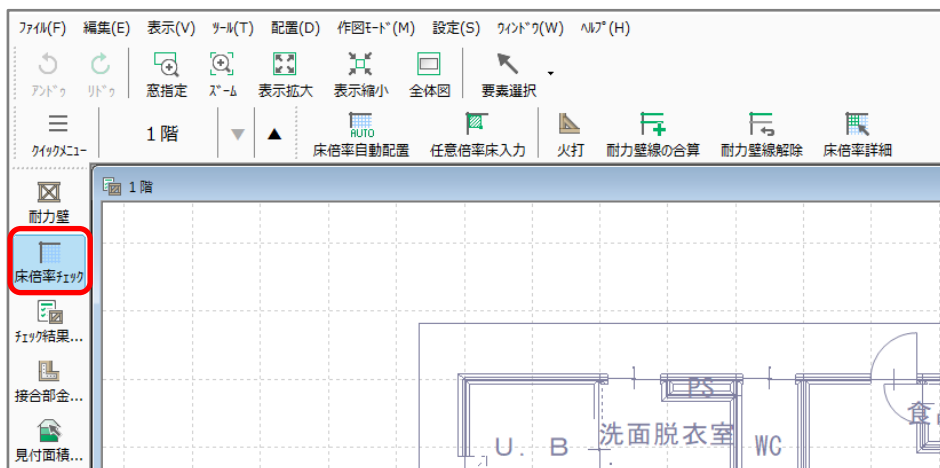 ﾌｧｲﾙ(F) 編集(E) 表示(V) ﾂｰﾙ(T) 配置(D) 作図ﾓｰﾄﾞ(M) 設定(S) ｳｨﾝﾄﾞｳ(W) ﾍﾙﾌﾟ(H)
ｱﾝﾄﾞｩ ﾘﾄﾞｩ 窓指定 ｽﾞｰﾑ 表示拡大 表示縮小 全体図 要素選択
ｸｲｯｸﾒﾆｭｰ 1階 ▼ ▲ AUTO 床倍率自動配置 任意倍率床入力 火打 耐力壁線の合算 耐力壁線解除 床倍率詳細
1階
耐力壁
床倍率ﾁｪｯｸ
ﾁｪｯｸ結果...
接合部金...
見付面積...
PS
食
U. B 洗面脱衣室 WC